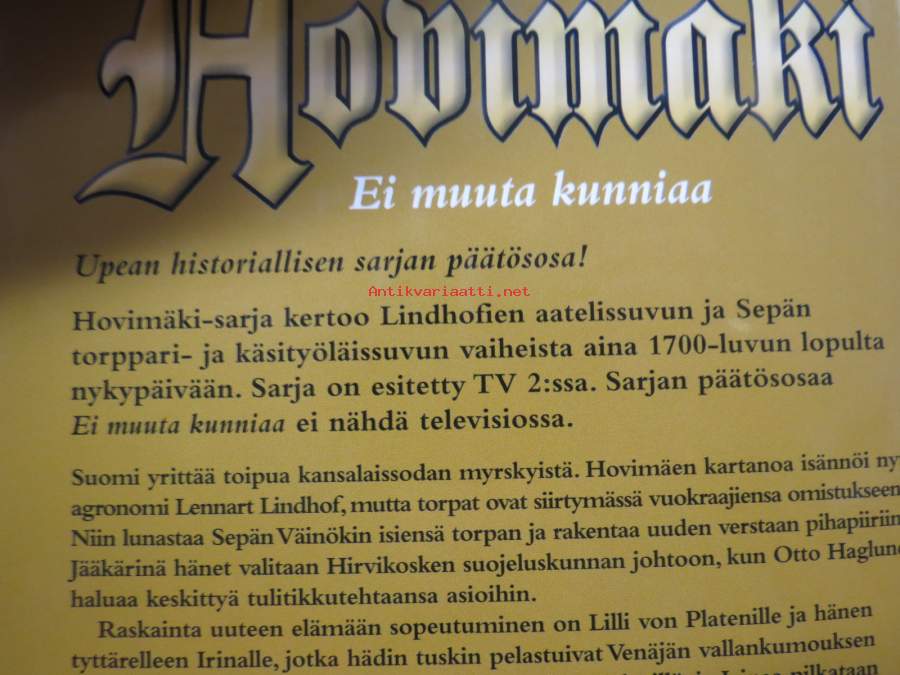 Hovimäki
Ei muuta kunniaa
Upean historiallisen sarjan päätösosa!
Antikvariaatti.net
Hovimäki-sarja kertoo Lindhofien aatelissuvun ja Sepän
torppari- ja käsityöläissuvun vaiheista aina 1700-luvun lopulta
nykypäivään. Sarja on esitetty TV 2:ssa. Sarjan päätösosaa
Ei muuta kunniaa ei nähdä televisiossa.
Suomi yrittää toipua kansalaissodan myrskyistä. Hovimäen kartanoa isännöi ny
agronomi Lennart Lindhof, mutta torpat ovat siirtymässä vuokraajiensa omistukseen
Niin lunastaa Sepän Väinökin isiensä torpan ja rakentaa uuden verstaan pihapiiriin
Jääkärinä hänet valitaan Hirvikosken suojeluskunnan johtoon, kun Otto Haglund
haluaa keskittyä tulitikkutehtaansa asioihin.
Raskainta uuteen elämään sopeutuminen on Lilli von Platenille ja hänen
tyttärelleen Irinalle, jotka hädin tuskin pelastuivat Venäjän vallankumouksen
pilkataan